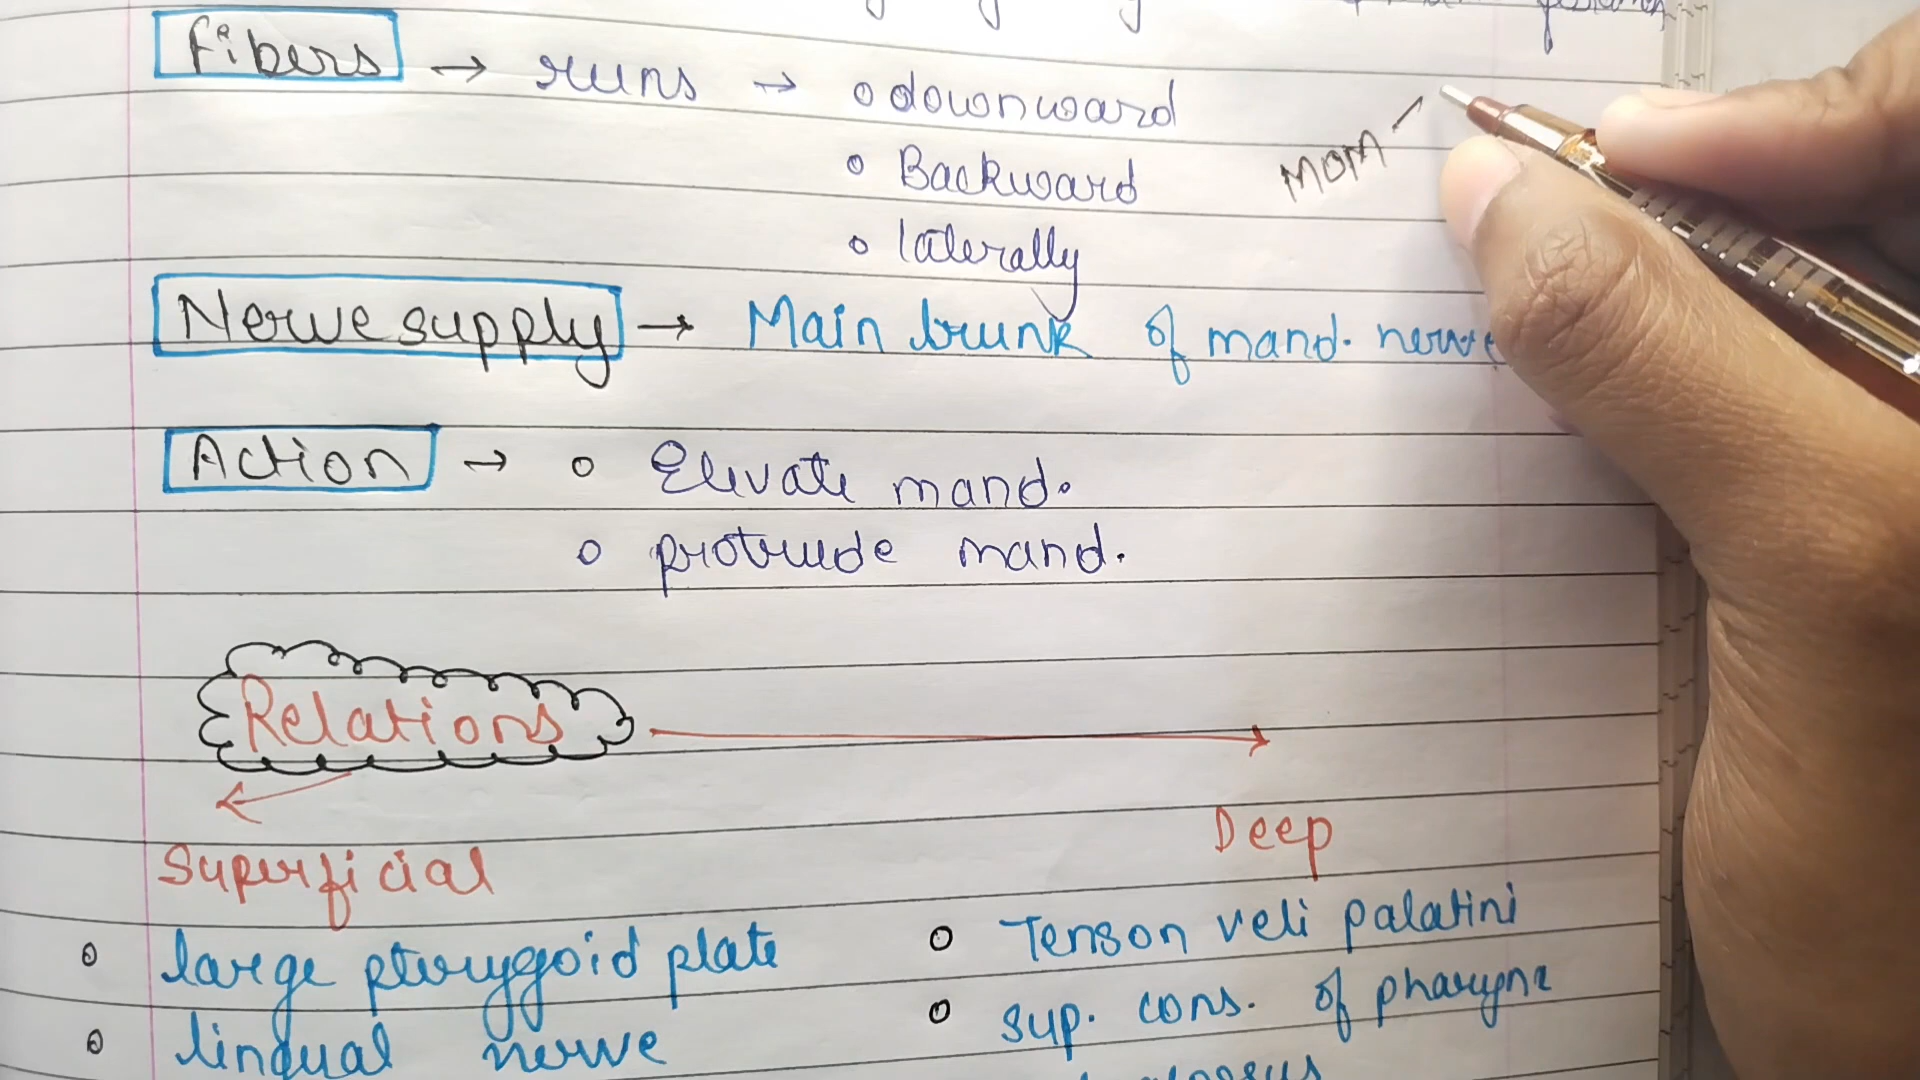 Fibers → runs → o downward
o Backward
MOM
o laterally
Nerve supply → Main trunk of mand. nerve
Action → o Elevate mand.
o protrude mand.
Relations
Superficial
Deep
o large pterygoid plate
o Tenson veli palatini
o lingual nerve
o sup. cons. of pharynx